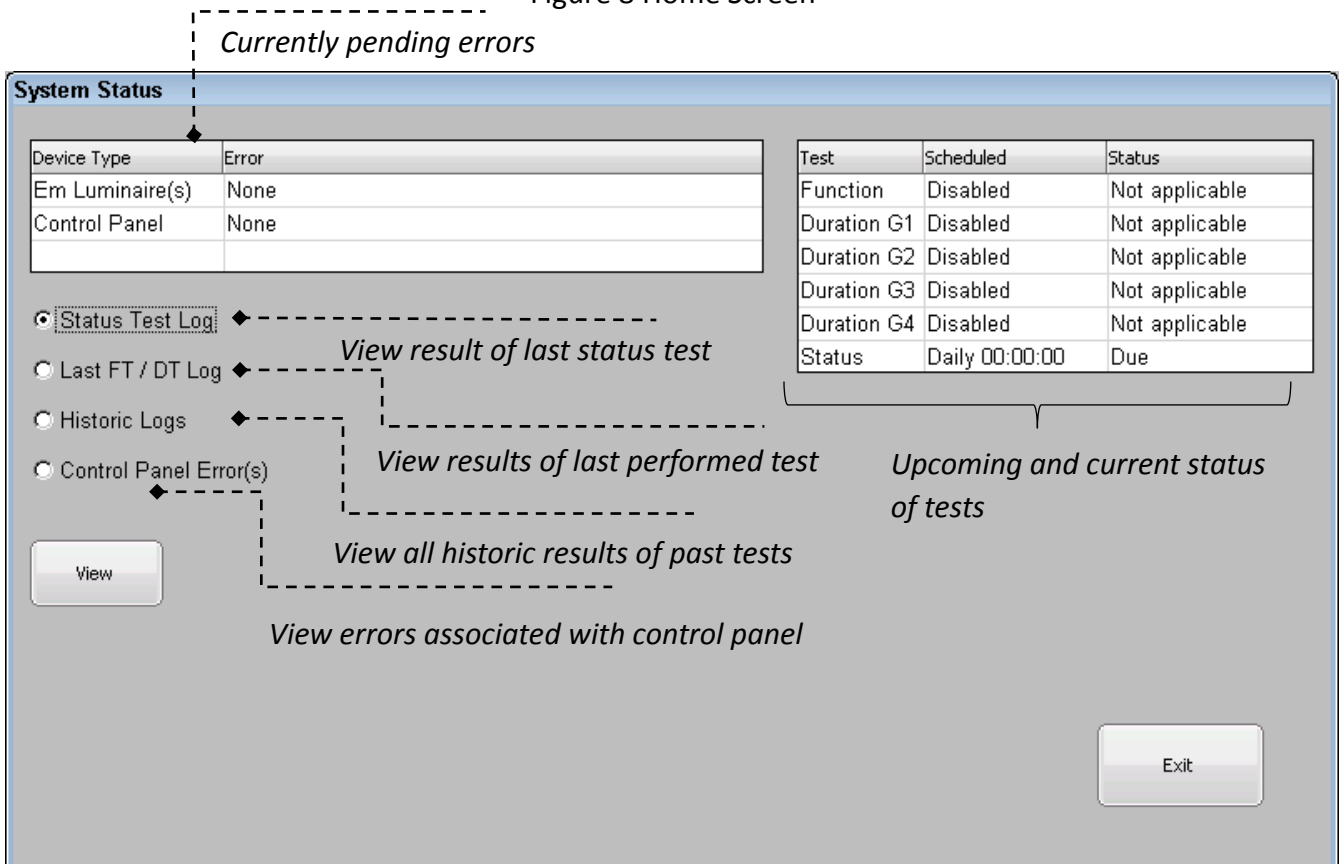 Figure 8 Home Screen
Currently pending errors
System Status
Device Type Error
Em Luminaire(s) None
Control Panel None
Test Scheduled Status
Function Disabled Not applicable
Duration G1 Disabled Not applicable
Duration G2 Disabled Not applicable
Duration G3 Disabled Not applicable
Duration G4 Disabled Not applicable
Status Daily 00:00:00 Due
Status Test Log
View result of last status test
Last FT / DT Log
Historic Logs
View results of last performed test
Upcoming and current status
of tests
Control Panel Error(s)
View all historic results of past tests
View
View errors associated with control panel
Exit